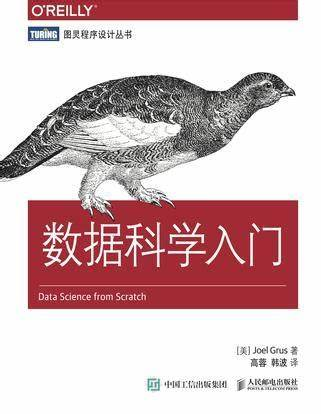 O'REILLY®
TURING 图灵程序设计丛书
数据科学入门
Data Science from Scratch
[美] Joel Grus 著
高蓉 韩波 译
中国工信出版集团 人民邮电出版社
POSTS & TELECOM PRESS